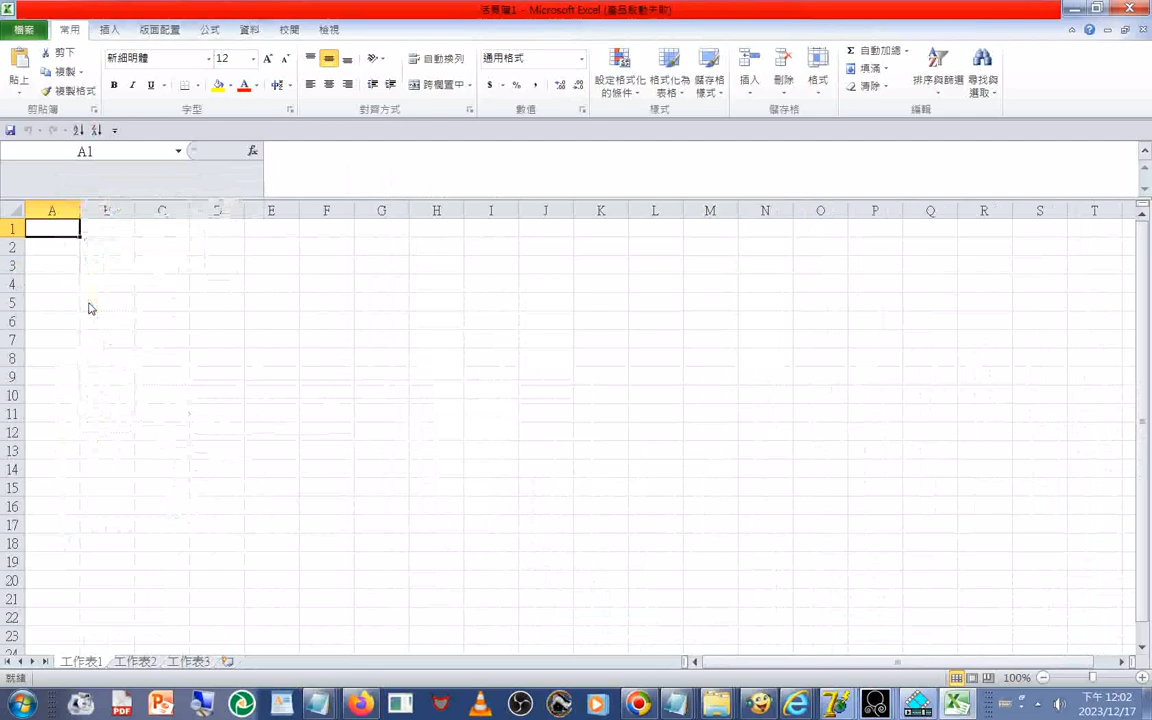 活頁簿1 - Microsoft Excel (產品啟動失敗)
檔案 常用 插入 版面配置 公式 資料 校閱 檢視
貼上 剪下 複製 複製格式 剪貼簿
新細明體 12 B I U A 字型
自動換列 跨欄置中 對齊方式
通用格式 $ % , 數值
設定格式化的條件 格式化為表格 儲存格樣式 樣式
插入 刪除 格式 儲存格
Σ 自動加總 填滿 清除 排序與篩選 尋找與選取 編輯
A1 fx
A B C D E F G H I J K L M N O P Q R S T
1
2
3
4
5
6
7
8
9
10
11
12
13
14
15
16
17
18
19
20
21
22
23
24
工作表1 工作表2 工作表3
就緒 100%
下午 12:02
2023/12/17